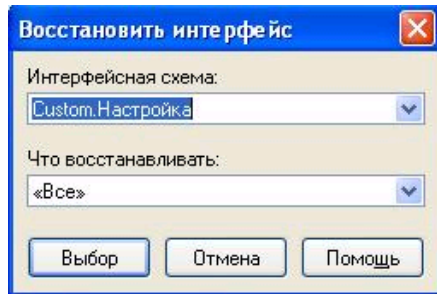 Восстановить интерфейс
Интерфейсная схема:
Custom.Настройка
Что восстанавливать:
«Все»
Выбор Отмена Помощь